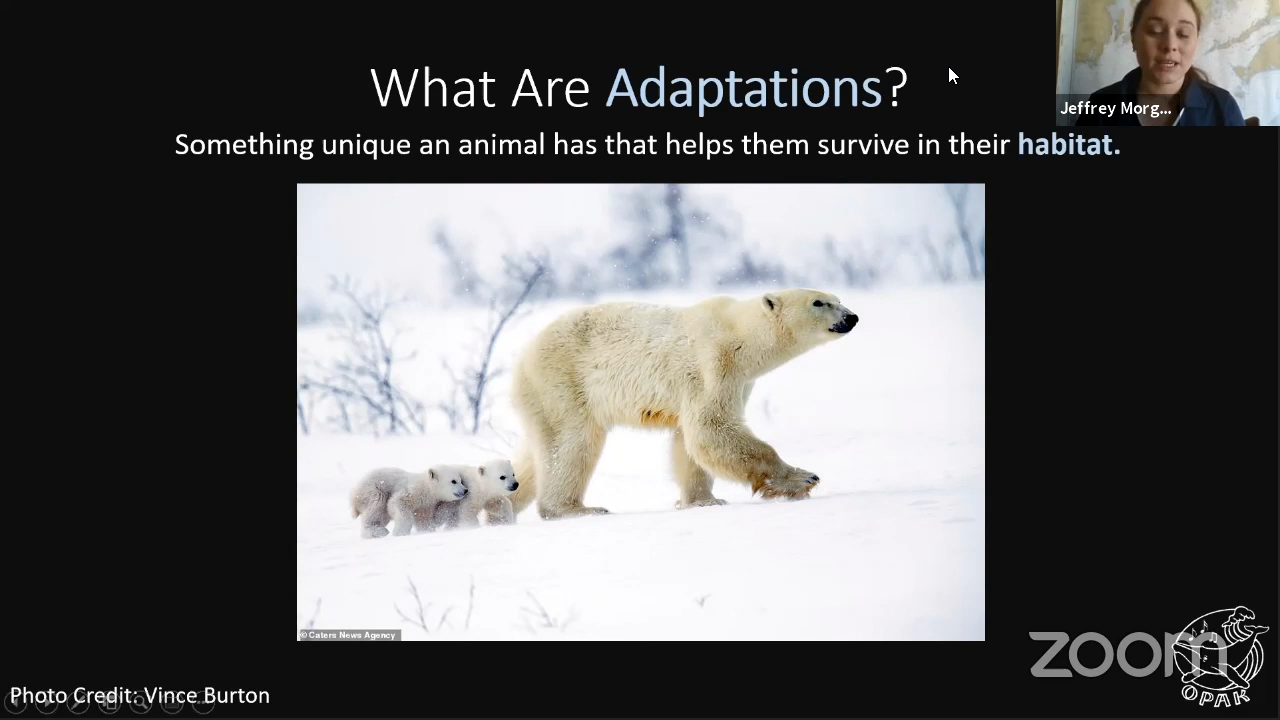 What Are Adaptations?
Jeffrey Morg...
Something unique an animal has that helps them survive in their habitat.
© Caters News Agency
zoom
OPAK
Photo Credit: Vince Burton